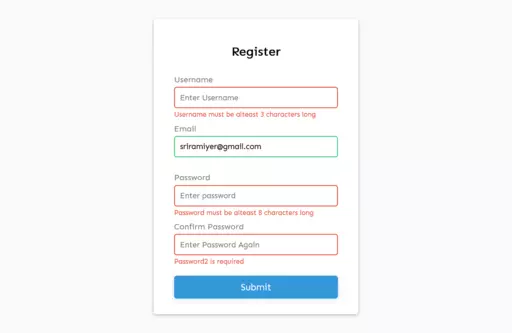 Register
Username
Enter Username
Username must be alteast 3 characters long
Email
sriramiyer@gmail.com
Password
Enter password
Password must be alteast 8 characters long
Confirm Password
Enter Password Again
Password2 is required
Submit